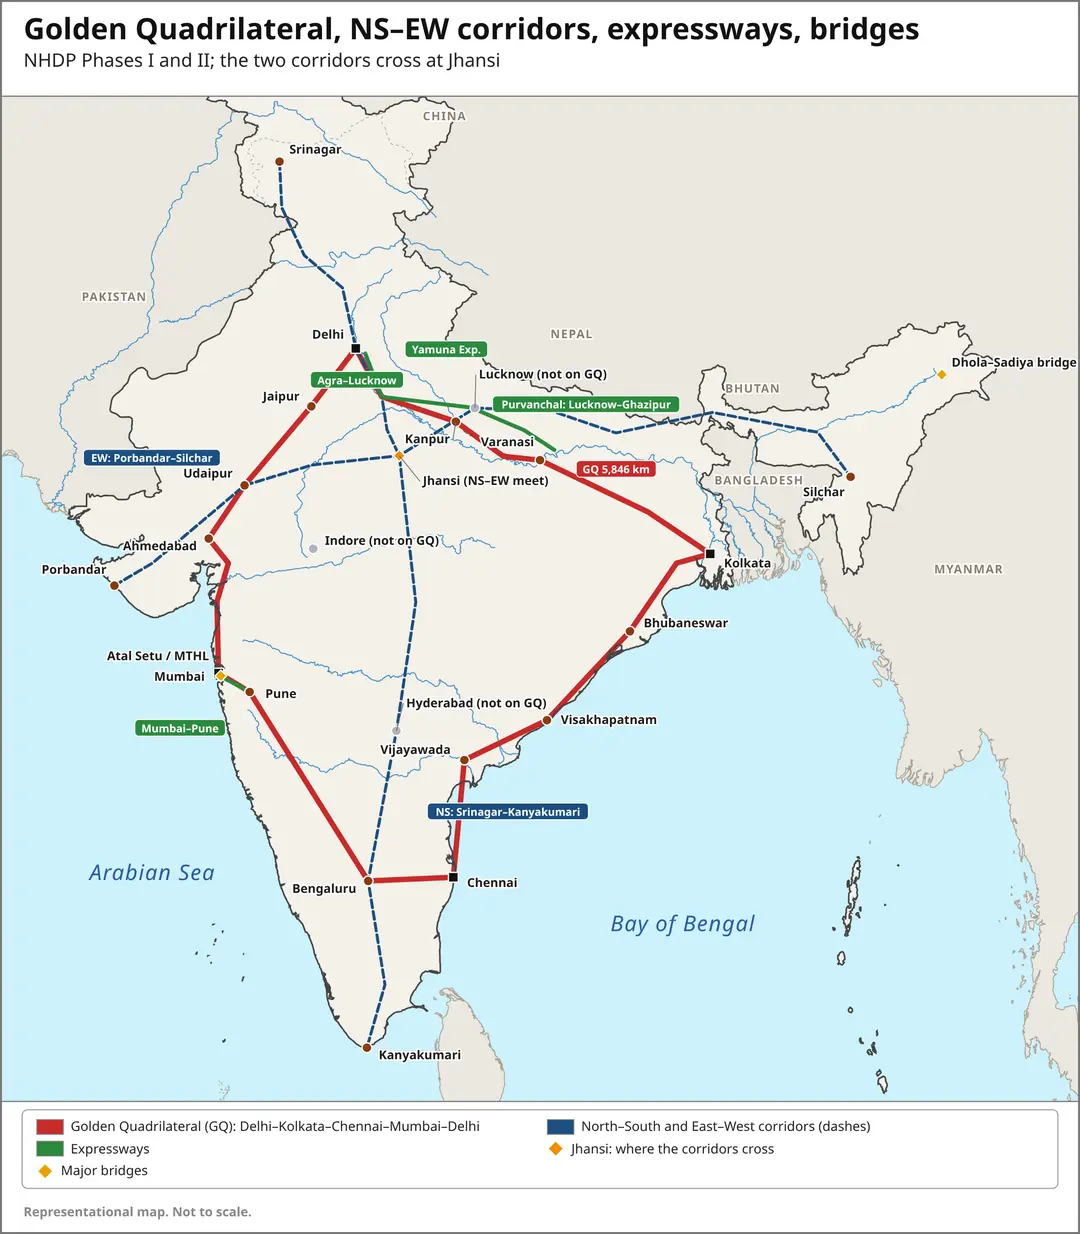 Golden Quadrilateral, NS–EW corridors, expressways, bridges
NHDP Phases I and II; the two corridors cross at Jhansi
CHINA
Srinagar
PAKISTAN
NEPAL
Delhi
Yamuna Exp.
Dhola–Sadiya bridge
Lucknow (not on GQ)
Agra–Lucknow
BHUTAN
Jaipur
Purvanchal: Lucknow–Ghazipur
Kanpur
Varanasi
EW: Porbandar–Silchar
GQ 5,846 km
Udaipur
Jhansi (NS–EW meet)
BANGLADESH
Silchar
Indore (not on GQ)
Ahmedabad
Kolkata
Porbandar
MYANMAR
Bhubaneswar
Atal Setu / MTHL
Mumbai
Pune
Hyderabad (not on GQ)
Visakhapatnam
Mumbai–Pune
Vijayawada
NS: Srinagar–Kanyakumari
Arabian Sea
Bengaluru
Chennai
Bay of Bengal
Kanyakumari
Golden Quadrilateral (GQ): Delhi–Kolkata–Chennai–Mumbai–Delhi
North–South and East–West corridors (dashes)
Expressways
Jhansi: where the corridors cross
Major bridges
Representational map. Not to scale.